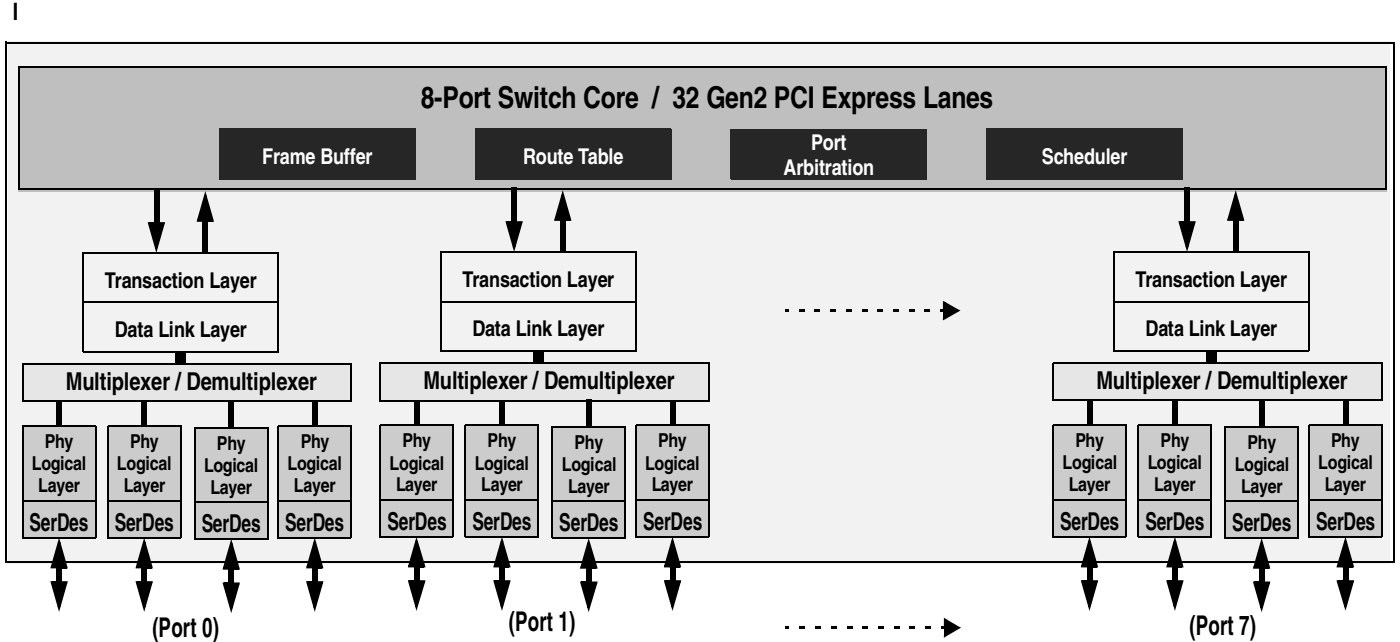 8-Port Switch Core / 32 Gen2 PCI Express Lanes
Frame Buffer
Route Table
Port
Arbitration
Scheduler
Transaction Layer
Data Link Layer
Multiplexer / Demultiplexer
Phy
Logical
Layer
SerDes
Phy
Logical
Layer
SerDes
Phy
Logical
Layer
SerDes
Phy
Logical
Layer
SerDes
(Port 0)
Transaction Layer
Data Link Layer
Multiplexer / Demultiplexer
Phy
Logical
Layer
SerDes
Phy
Logical
Layer
SerDes
Phy
Logical
Layer
SerDes
Phy
Logical
Layer
SerDes
(Port 1)
Transaction Layer
Data Link Layer
Multiplexer / Demultiplexer
Phy
Logical
Layer
SerDes
Phy
Logical
Layer
SerDes
Phy
Logical
Layer
SerDes
Phy
Logical
Layer
SerDes
(Port 7)